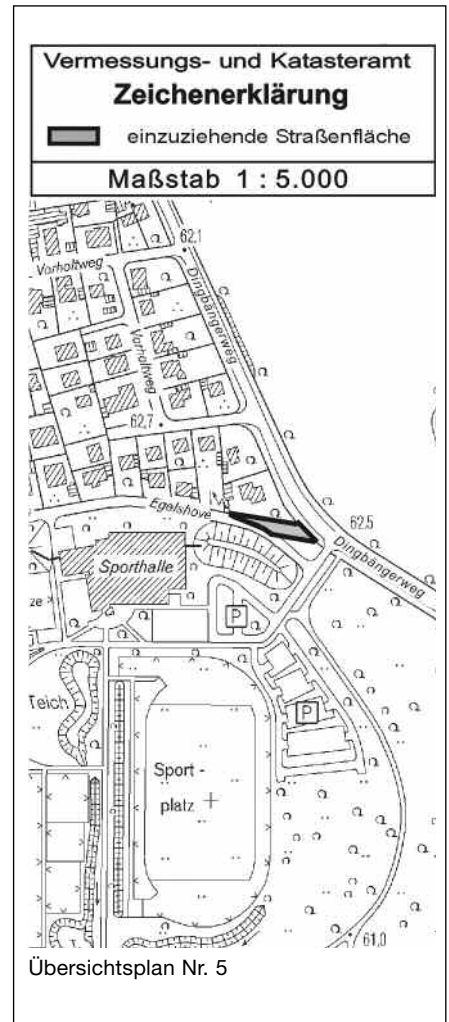 Vermessungs- und Katasteramt
Zeichenerklärung
einzuziehende Straßenfläche
Maßstab 1 : 5.000
62,1
Vorholtweg
Dingbängerweg
Vorholtweg
62,7
Egelshove
62,5
Dingbängerweg
Sporthalle
ze
P
Teich
P
Sport -
platz
T.
61,0
Übersichtsplan Nr. 5